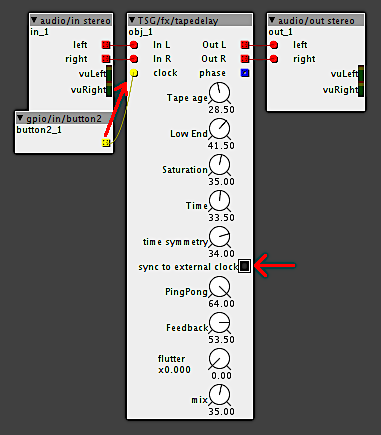 audio/in stereo
in_1
left
right
vuLeft
vuRight
gpio/in/button2
button2_1
TSG/fx/tapedelay
obj_1
In L Out L
In R Out R
clock phase
Tape age
28.50
Low End
41.50
Saturation
35.00
Time
33.50
time symmetry
34.00
sync to external clock
PingPong
64.00
Feedback
53.50
flutter
x0.000 0.00
mix
35.00
audio/out stereo
out_1
left
right
vuLeft
vuRight